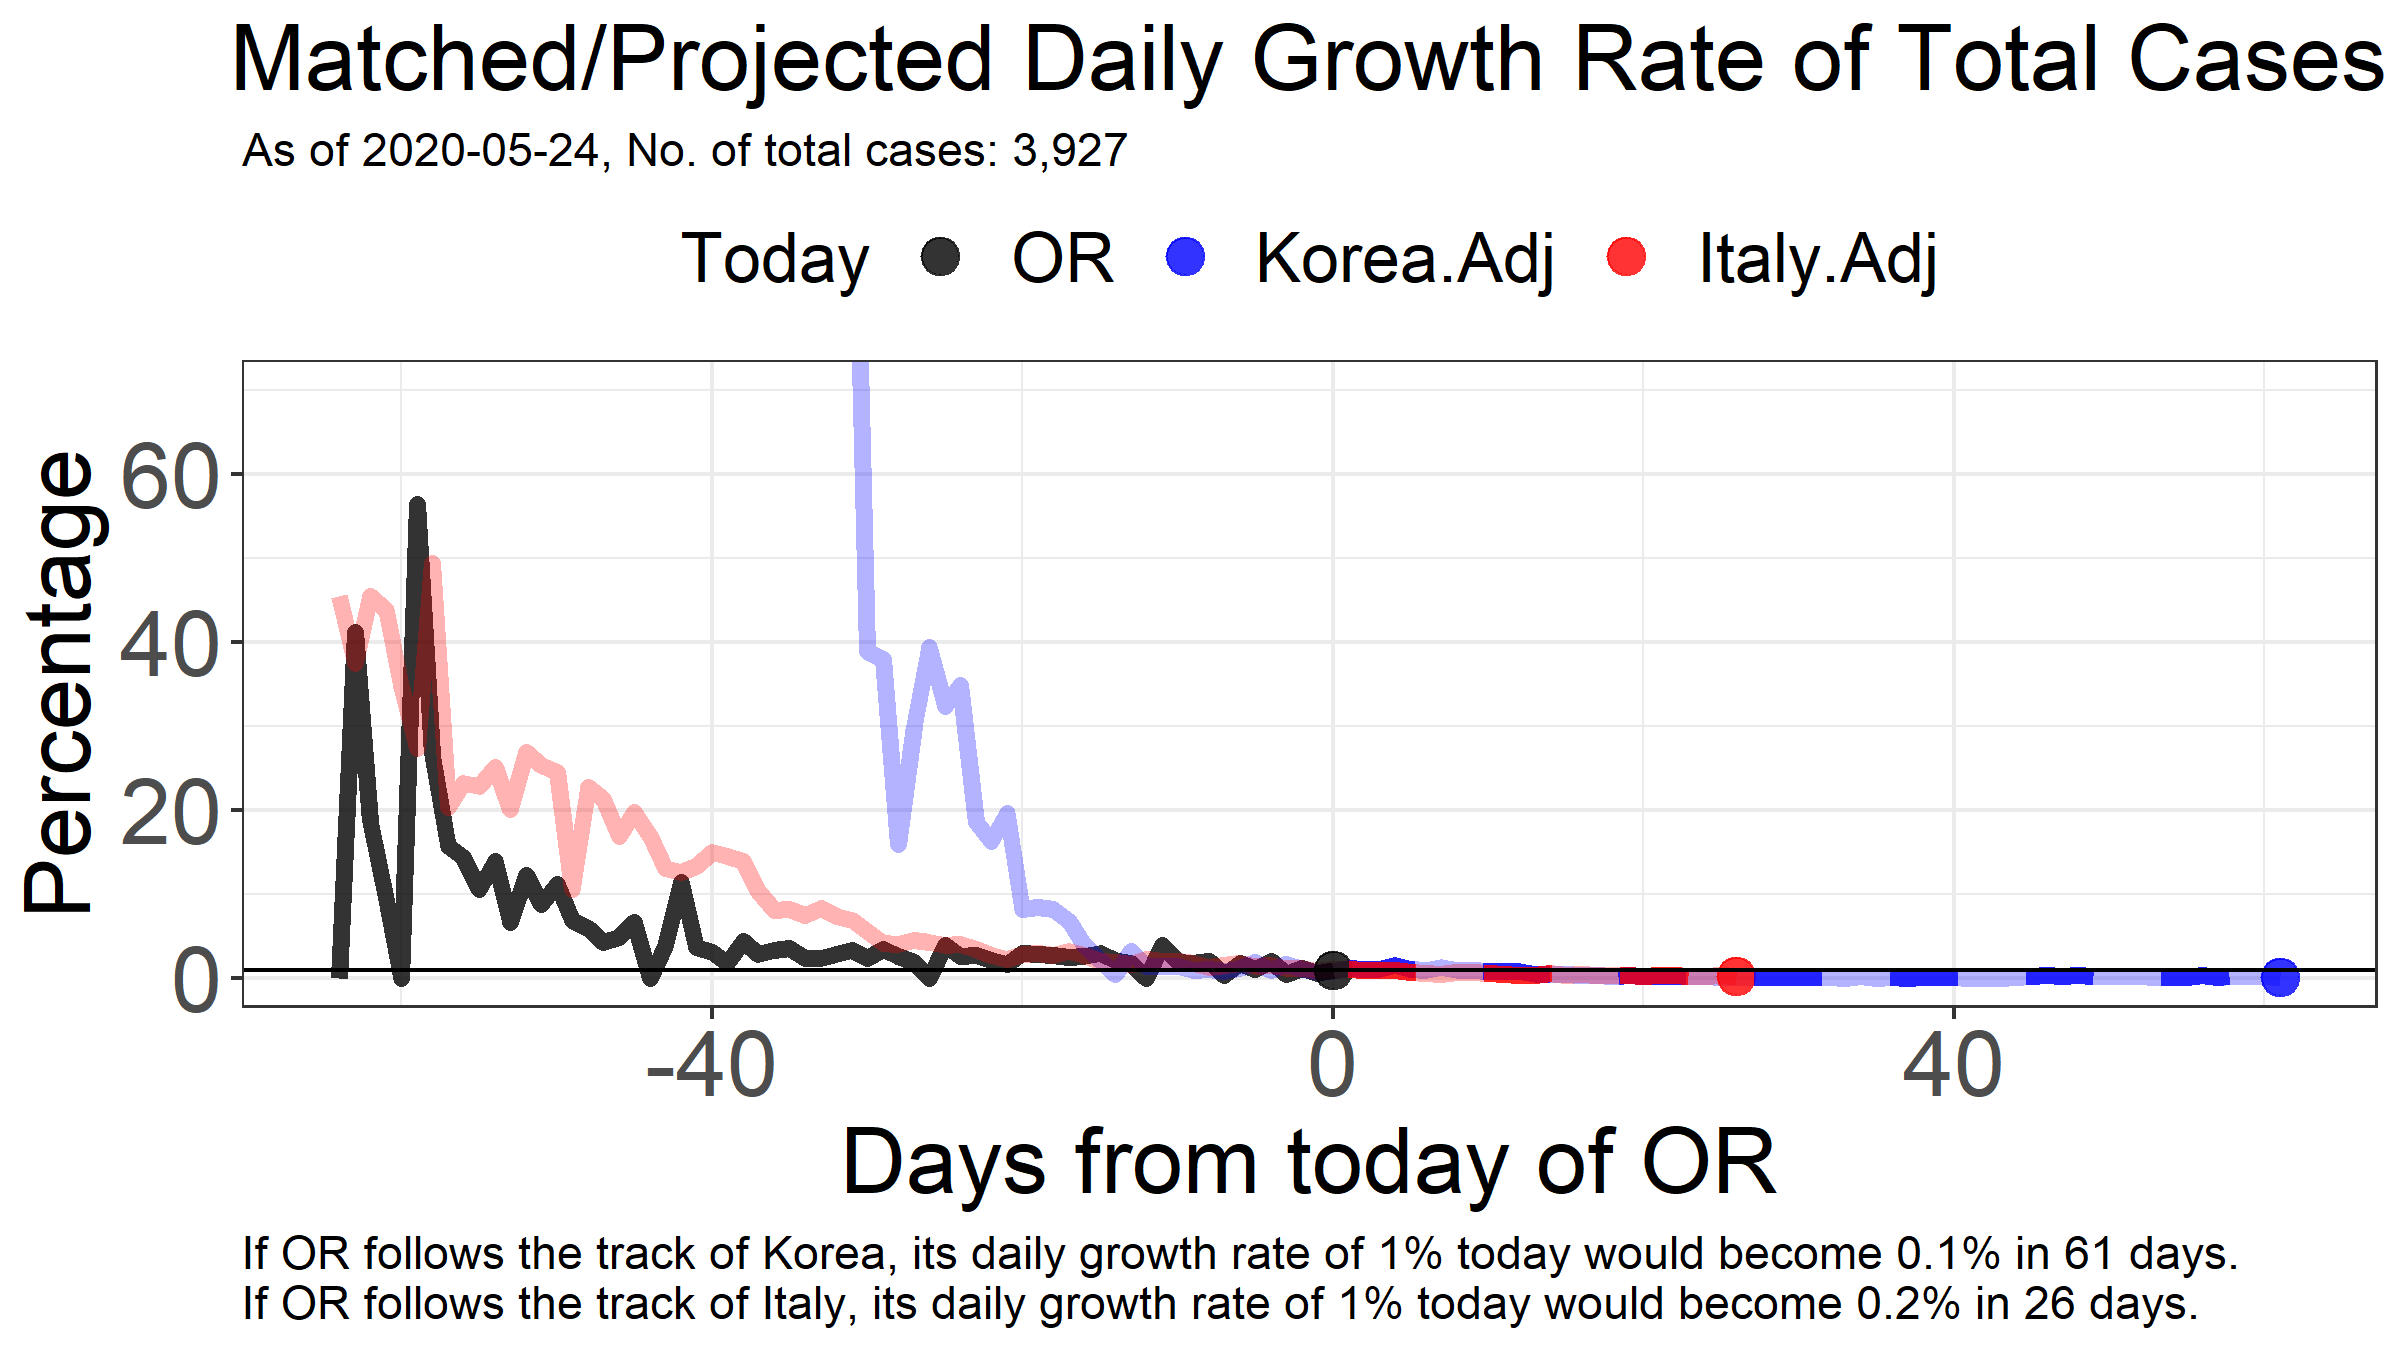 Matched/Projected Daily Growth Rate of Total Cases
As of 2020-05-24, No. of total cases: 3,927
Today OR Korea.Adj Italy.Adj
Percentage
60
40
20
0
-40 0 40
Days from today of OR
If OR follows the track of Korea, its daily growth rate of 1% today would become 0.1% in 61 days.
If OR follows the track of Italy, its daily growth rate of 1% today would become 0.2% in 26 days.